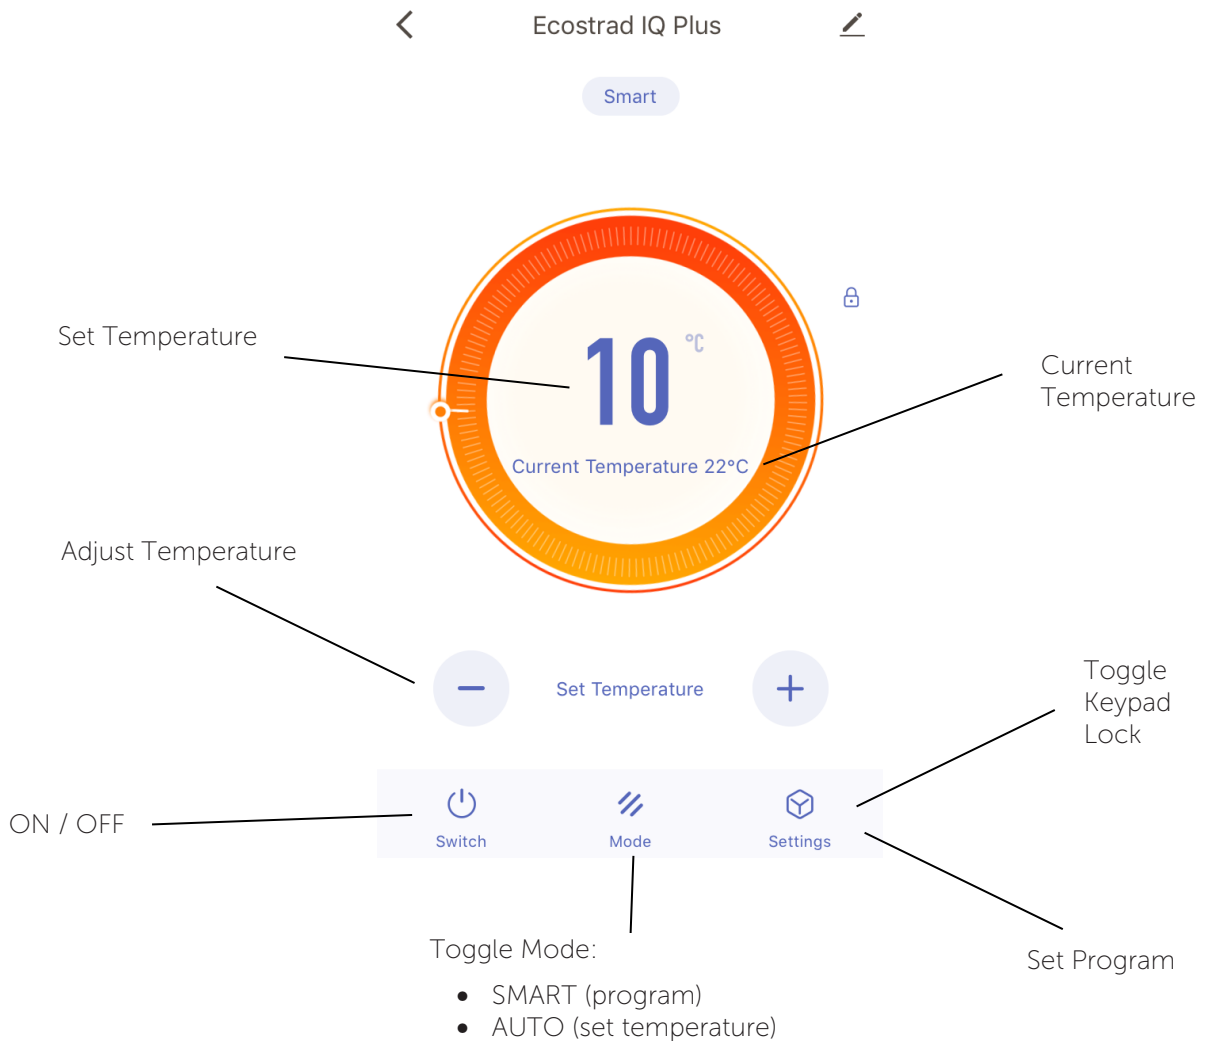 Ecostrad IQ Plus
Smart
Set Temperature
10 °C
Current
Temperature
Current Temperature 22°C
Adjust Temperature
Set Temperature
Toggle
Keypad
Lock
ON / OFF
Switch
Mode
Settings
Toggle Mode:
• SMART (program)
• AUTO (set temperature)
Set Program